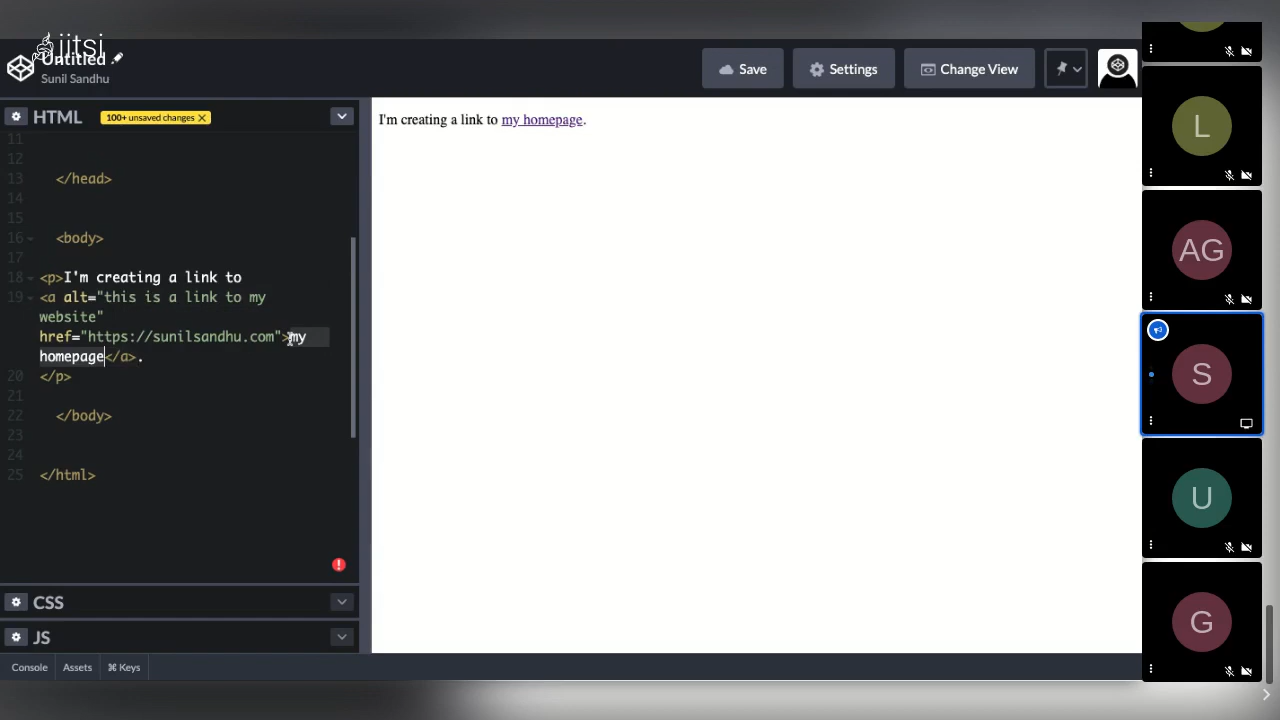 jitsi
Untitled
Sunil Sandhu
Save
Settings
Change View
HTML
100+ unsaved changes X
11
12
13 </head>
14
15
16 <body>
17
18 <p>I'm creating a link to
19 <a alt="this is a link to my
website"
href="https://sunilsandhu.com">my
homepage</a>.
20 </p>
21
22 </body>
23
24
25 </html>
CSS
JS
Console
Assets
⌘ Keys
I'm creating a link to my homepage.
L
AG
S
U
G